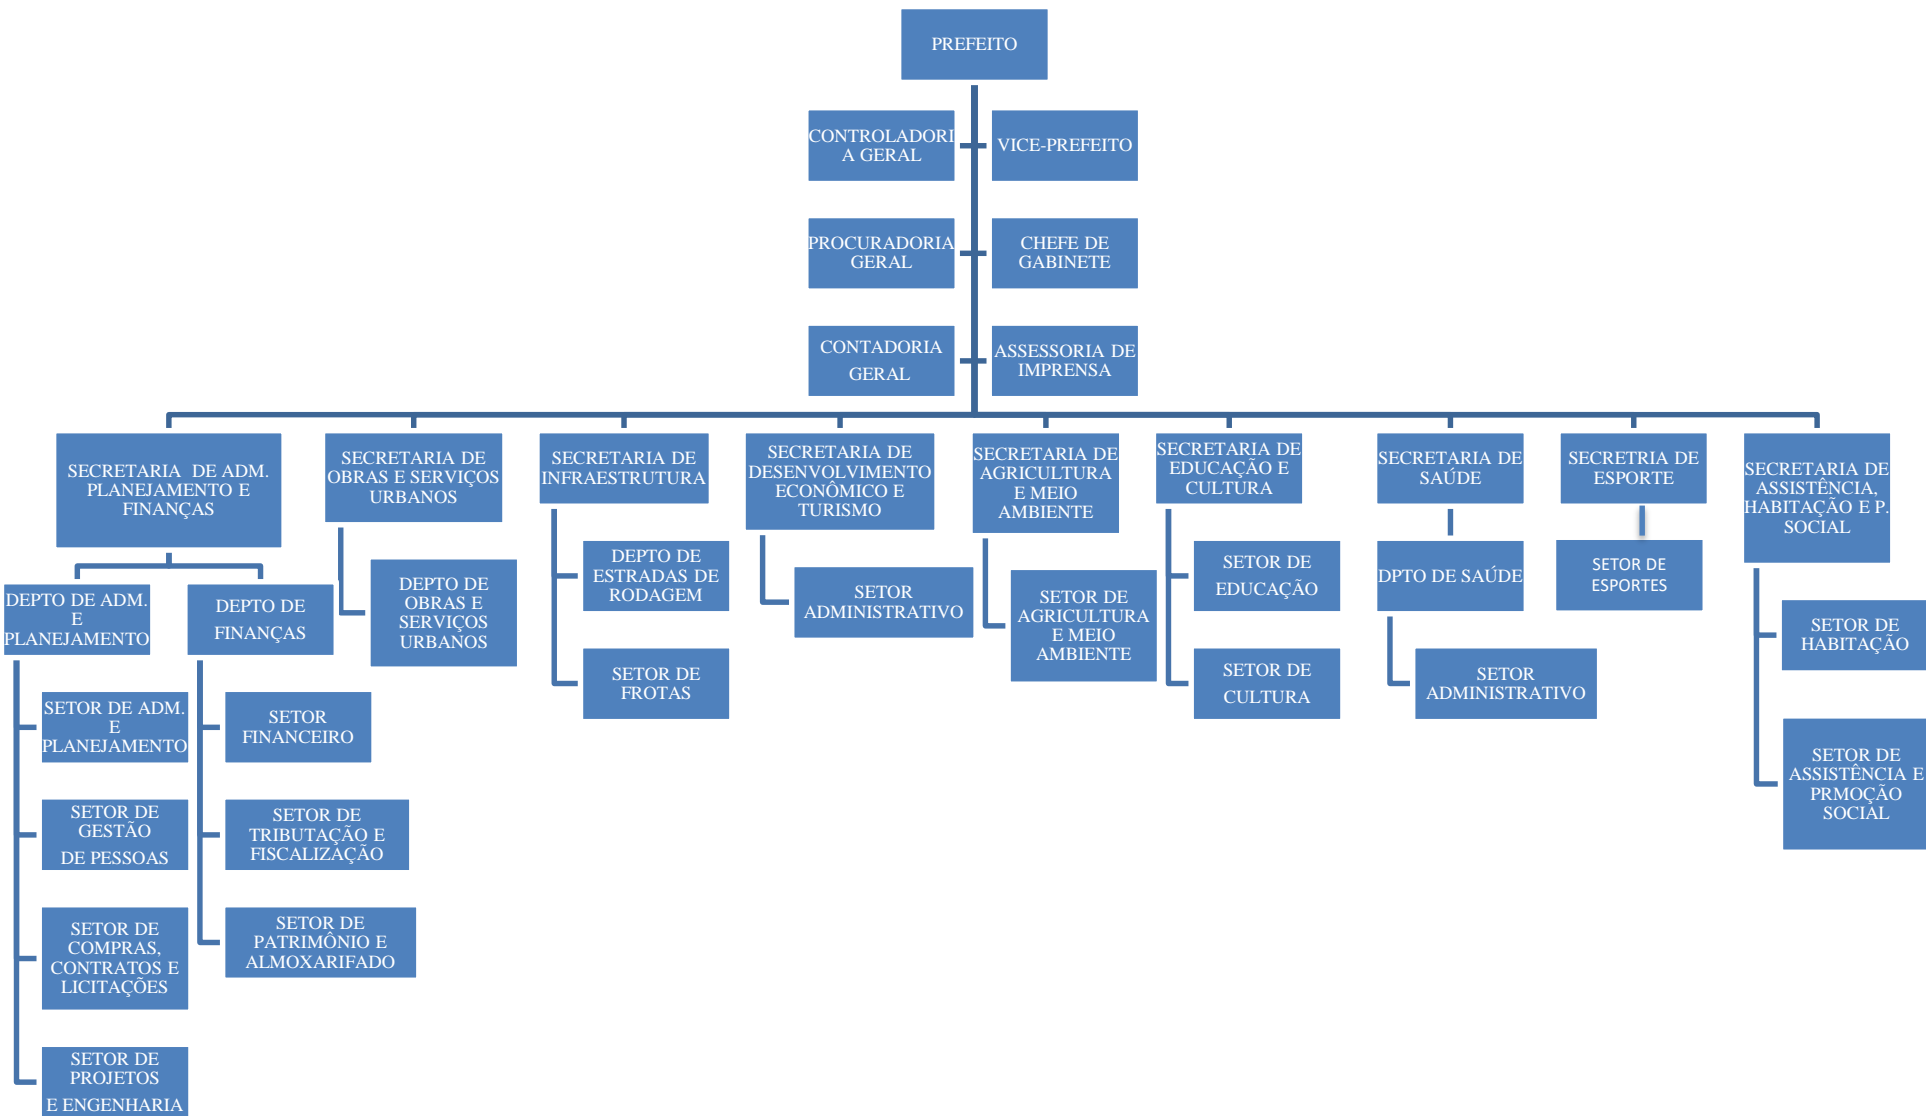 PREFEITO
CONTROLADORI
A GERAL
VICE-PREFEITO
PROCURADORIA
GERAL
CHEFE DE
GABINETE
CONTADORIA
GERAL
ASSESSORIA DE
IMPRENSA
SECRETARIA DE ADM.
PLANEJAMENTO E
FINANÇAS
SECRETARIA DE
OBRAS E SERVIÇOS
URBANOS
SECRETARIA DE
INFRAESTRUTURA
SECRETARIA DE
DESENVOLVIMENTO
ECONÔMICO E
TURISMO
SECRETARIA DE
AGRICULTURA
E MEIO
AMBIENTE
SECRETARIA DE
EDUCAÇÃO E
CULTURA
SECRETARIA DE
SAÚDE
SECRETRIA DE
ESPORTE
SECRETARIA DE
ASSISTÊNCIA,
HABITAÇÃO E P.
SOCIAL
DEPTO DE ADM.
E
PLANEJAMENTO
DEPTO DE
FINANÇAS
DEPTO DE
OBRAS E
SERVIÇOS
URBANOS
DEPTO DE
ESTRADAS DE
RODAGEM
SETOR
ADMINISTRATIVO
SETOR DE
AGRICULTURA
E MEIO
AMBIENTE
SETOR DE
EDUCAÇÃO
DPTO DE SAÚDE
SETOR DE
ESPORTES
SETOR DE
HABITAÇÃO
SETOR DE ADM.
E
PLANEJAMENTO
SETOR
FINANCEIRO
SETOR DE
FROTAS
SETOR DE
CULTURA
SETOR
ADMINISTRATIVO
SETOR DE
ASSISTÊNCIA E
PRMOÇÃO
SOCIAL
SETOR DE
GESTÃO
DE PESSOAS
SETOR DE
TRIBUTAÇÃO E
FISCALIZAÇÃO
SETOR DE
COMPRAS,
CONTRATOS E
LICITAÇÕES
SETOR DE
PATRIMÔNIO E
ALMOXARIFADO
SETOR DE
PROJETOS
E ENGENHARIA